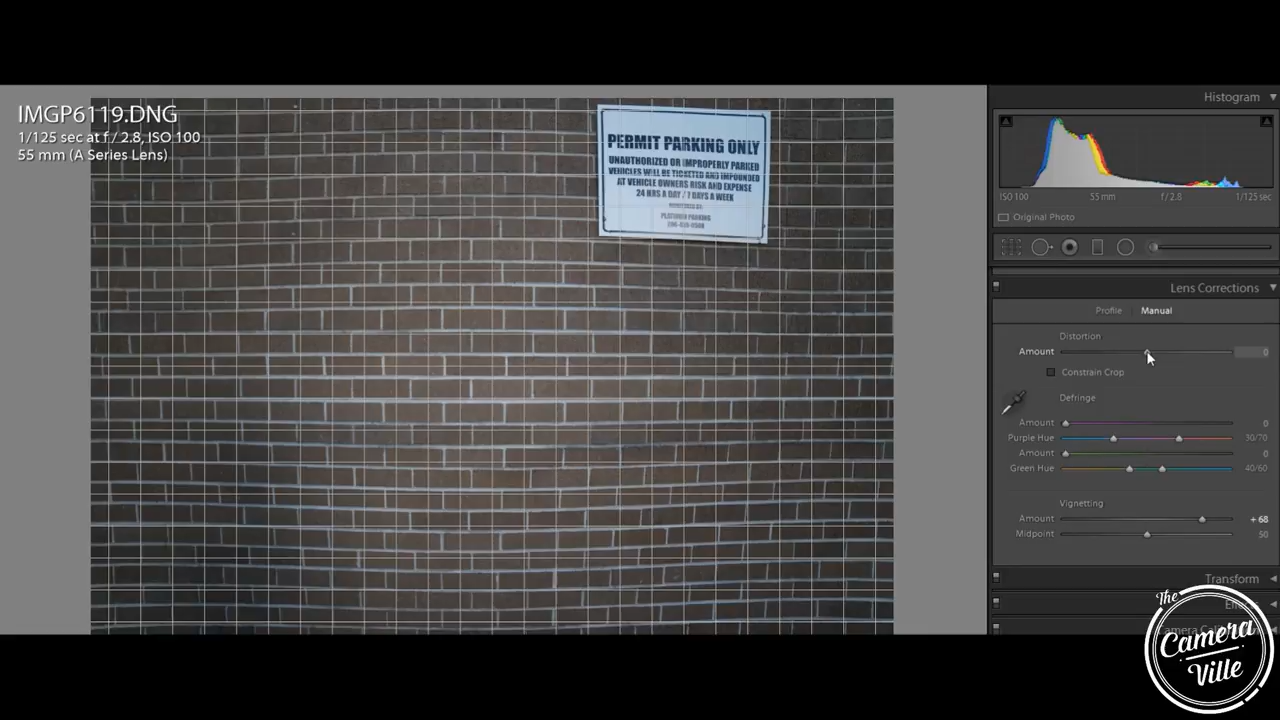 IMGP6119.DNG
1/125 sec at f / 2.8, ISO 100
55 mm (A Series Lens)
PERMIT PARKING ONLY
UNAUTHORIZED OR IMPROPERLY PARKED
VEHICLES WILL BE TICKETED AND IMPOUNDED
AT VEHICLE OWNERS RISK AND EXPENSE
24 HRS A DAY / 7 DAYS A WEEK
PLATINUM PARKING
Histogram
ISO 100 55 mm f / 2.8 1/125 sec
Original Photo
Lens Corrections
Profile Manual
Distortion
Amount 0
Constrain Crop
Defringe
Amount 0
Purple Hue 30/70
Amount 0
Green Hue 40/60
Vignetting
Amount +68
Midpoint 50
Transform
The
Camera
Ville